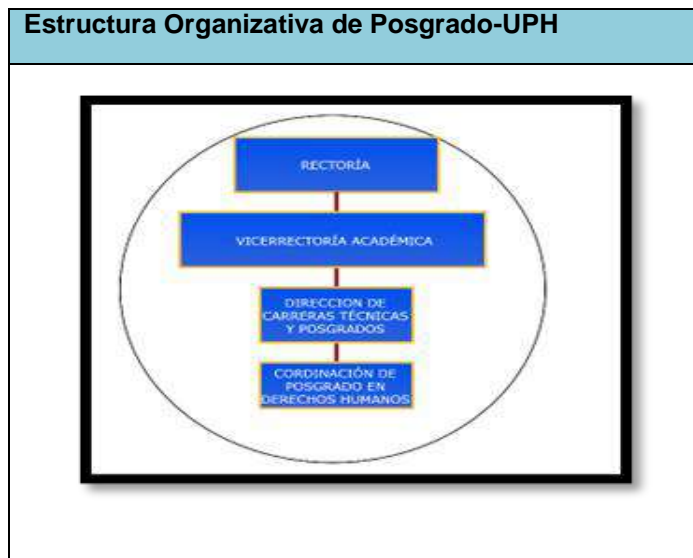 Estructura Organizativa de Posgrado-UPH
RECTORÍA
VICERRECTORÍA ACADÉMICA
DIRECCION DE
CARRERAS TÉCNICAS
Y POSGRADOS
CORDINACIÓN DE
POSGRADO EN
DERECHOS HUMANOS